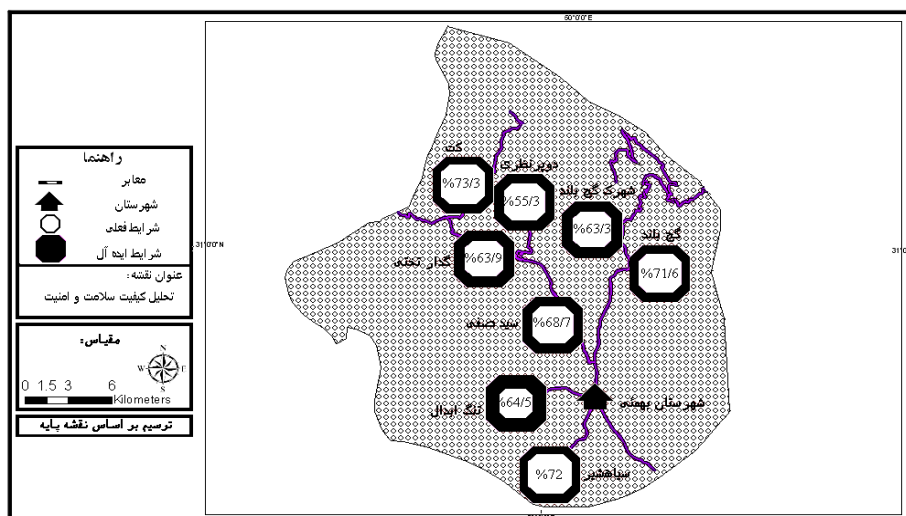 50°0'0"E
31°0'0"N
31°0
راهنما
معابر
شهرستان
شرایط فعلی
شرایط ایده آل
عنوان نقشه:
تحلیل کیفیت سلامت و امنیت
مقیاس:
N
W E
S
0 1.5 3 6
Kilometers
ترسیم بر اساس نقشه پایه
%73/3
دوبر نظری
%55/3
شهرک گچ بلند
%63/3
گچ بلند
%71/6
گدار تختی
%63/9
سید صفی
%68/7
تنگ ابدال
%64/5
شهرستان بهمئی
سیاهشیر
%72